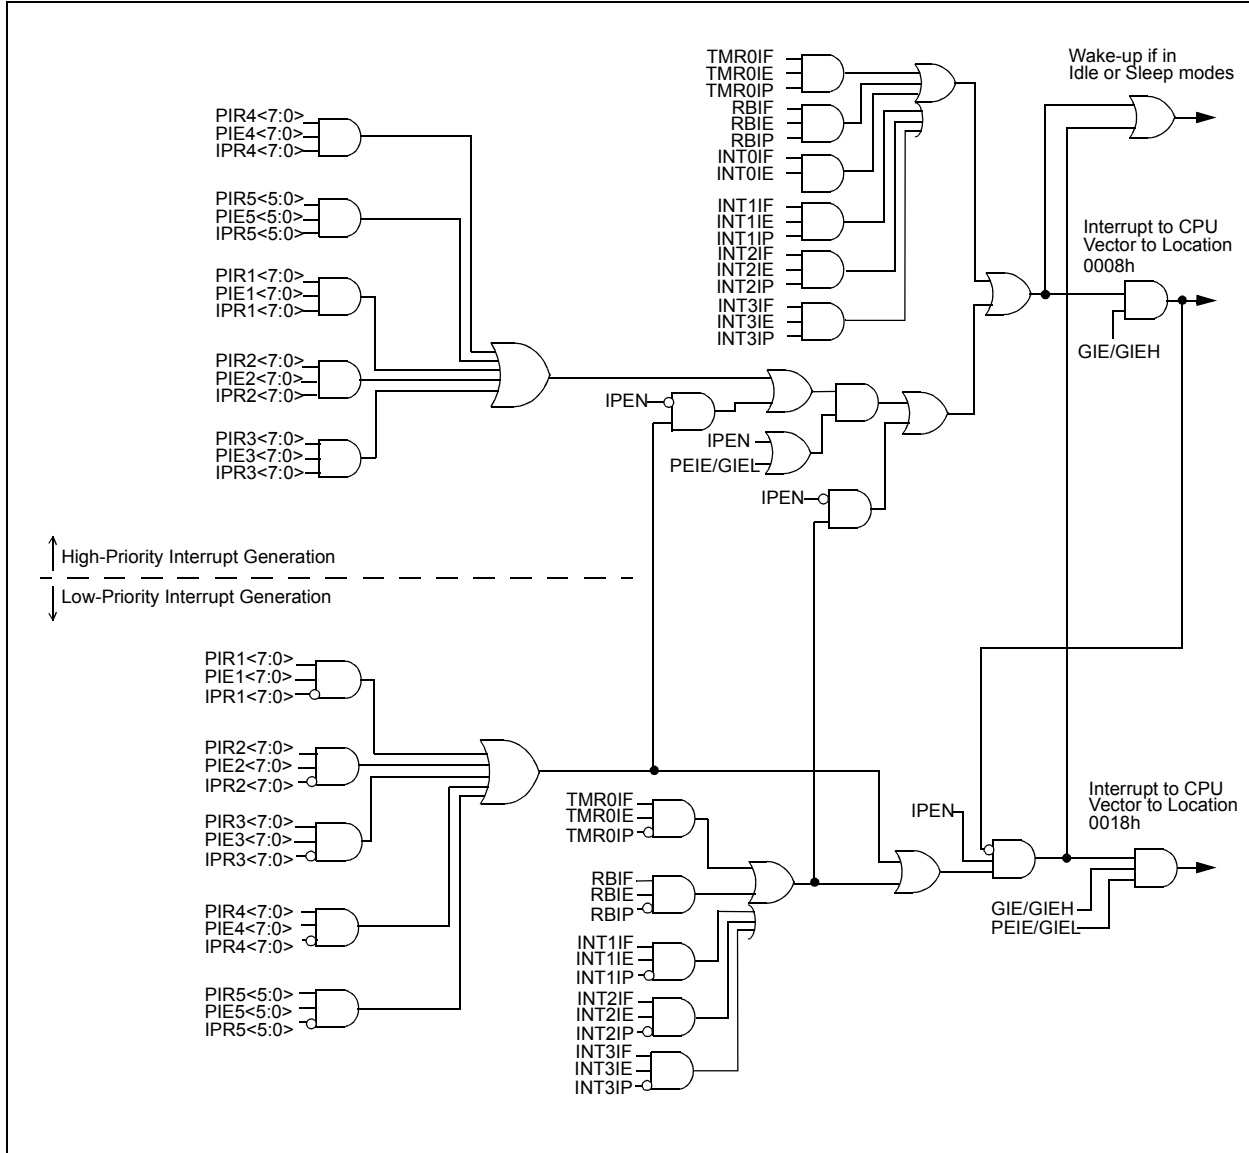 TMR0IF
TMR0IE
TMR0IP
RBIF
RBIE
RBIP
INT0IF
INT0IE
INT1IF
INT1IE
INT1IP
INT2IF
INT2IE
INT2IP
INT3IF
INT3IE
INT3IP
Wake-up if in
Idle or Sleep modes
Interrupt to CPU
Vector to Location
0008h
GIE/GIEH
PIR4<7:0>
PIE4<7:0>
IPR4<7:0>
PIR5<5:0>
PIE5<5:0>
IPR5<5:0>
PIR1<7:0>
PIE1<7:0>
IPR1<7:0>
PIR2<7:0>
PIE2<7:0>
IPR2<7:0>
PIR3<7:0>
PIE3<7:0>
IPR3<7:0>
IPEN
IPEN
PEIE/GIEL
IPEN
High-Priority Interrupt Generation
Low-Priority Interrupt Generation
PIR1<7:0>
PIE1<7:0>
IPR1<7:0>
PIR2<7:0>
PIE2<7:0>
IPR2<7:0>
PIR3<7:0>
PIE3<7:0>
IPR3<7:0>
PIR4<7:0>
PIE4<7:0>
IPR4<7:0>
PIR5<5:0>
PIE5<5:0>
IPR5<5:0>
TMR0IF
TMR0IE
TMR0IP
RBIF
RBIE
RBIP
INT1IF
INT1IE
INT1IP
INT2IF
INT2IE
INT2IP
INT3IF
INT3IE
INT3IP
IPEN
Interrupt to CPU
Vector to Location
0018h
GIE/GIEH
PEIE/GIEL